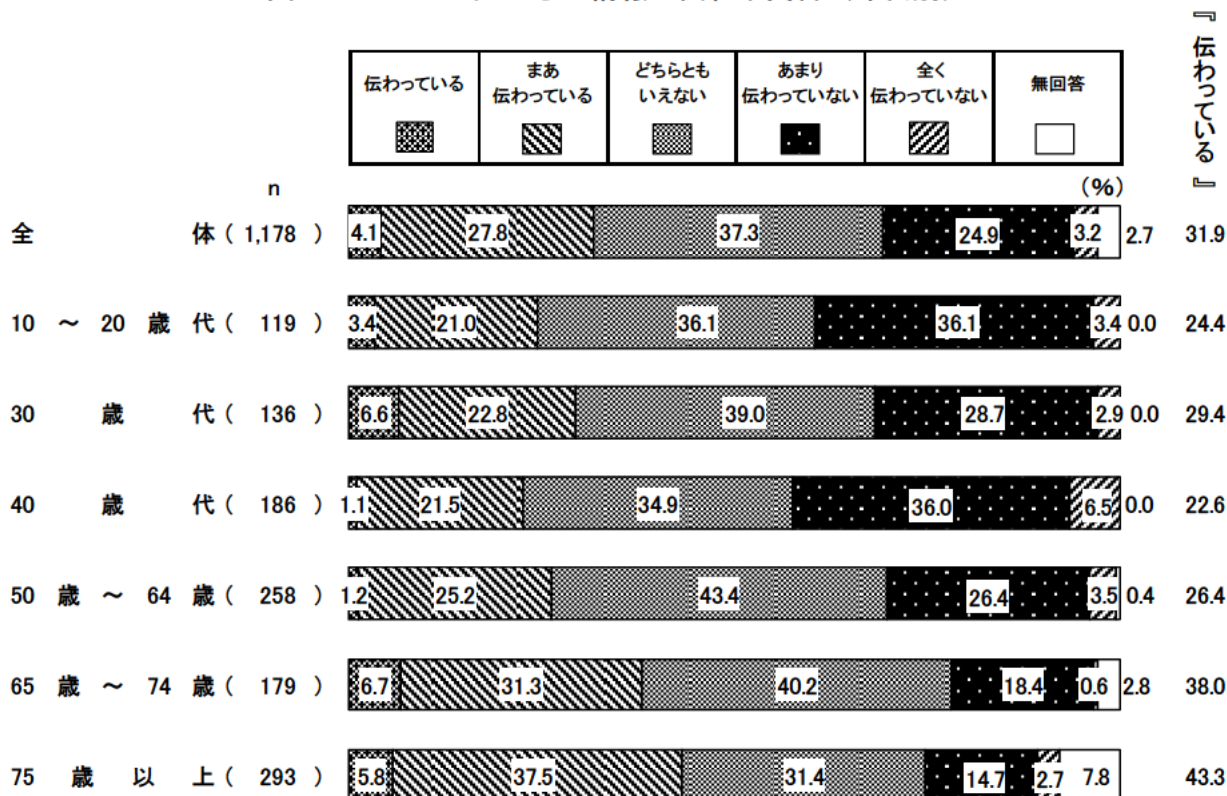 『伝わっている』
伝わっている
まあ
伝わっている
どちらとも
いえない
あまり
伝わっていない
全く
伝わっていない
無回答
n
(%)
全体 ( 1,178 ) 4.1 27.8 37.3 24.9 3.2 2.7 31.9
10 ～ 20 歳代 ( 119 ) 3.4 21.0 36.1 36.1 3.4 0.0 24.4
30 歳代 ( 136 ) 6.6 22.8 39.0 28.7 2.9 0.0 29.4
40 歳代 ( 186 ) 1.1 21.5 34.9 36.0 6.5 0.0 22.6
50 歳 ～ 64 歳 ( 258 ) 1.2 25.2 43.4 26.4 3.5 0.4 26.4
65 歳 ～ 74 歳 ( 179 ) 6.7 31.3 40.2 18.4 0.6 2.8 38.0
75 歳以上 ( 293 ) 5.8 37.5 31.4 14.7 2.7 7.8 43.3